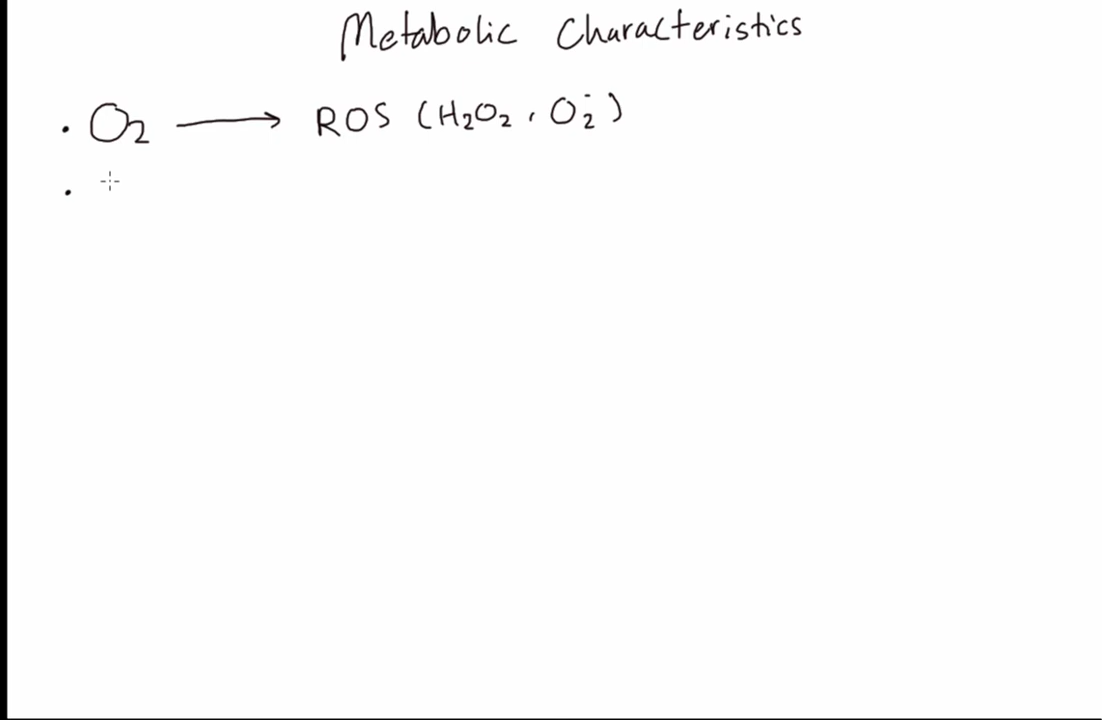 Metabolic Characteristics
• O₂ ⟶ ROS (H₂O₂, O₂⁻)
•